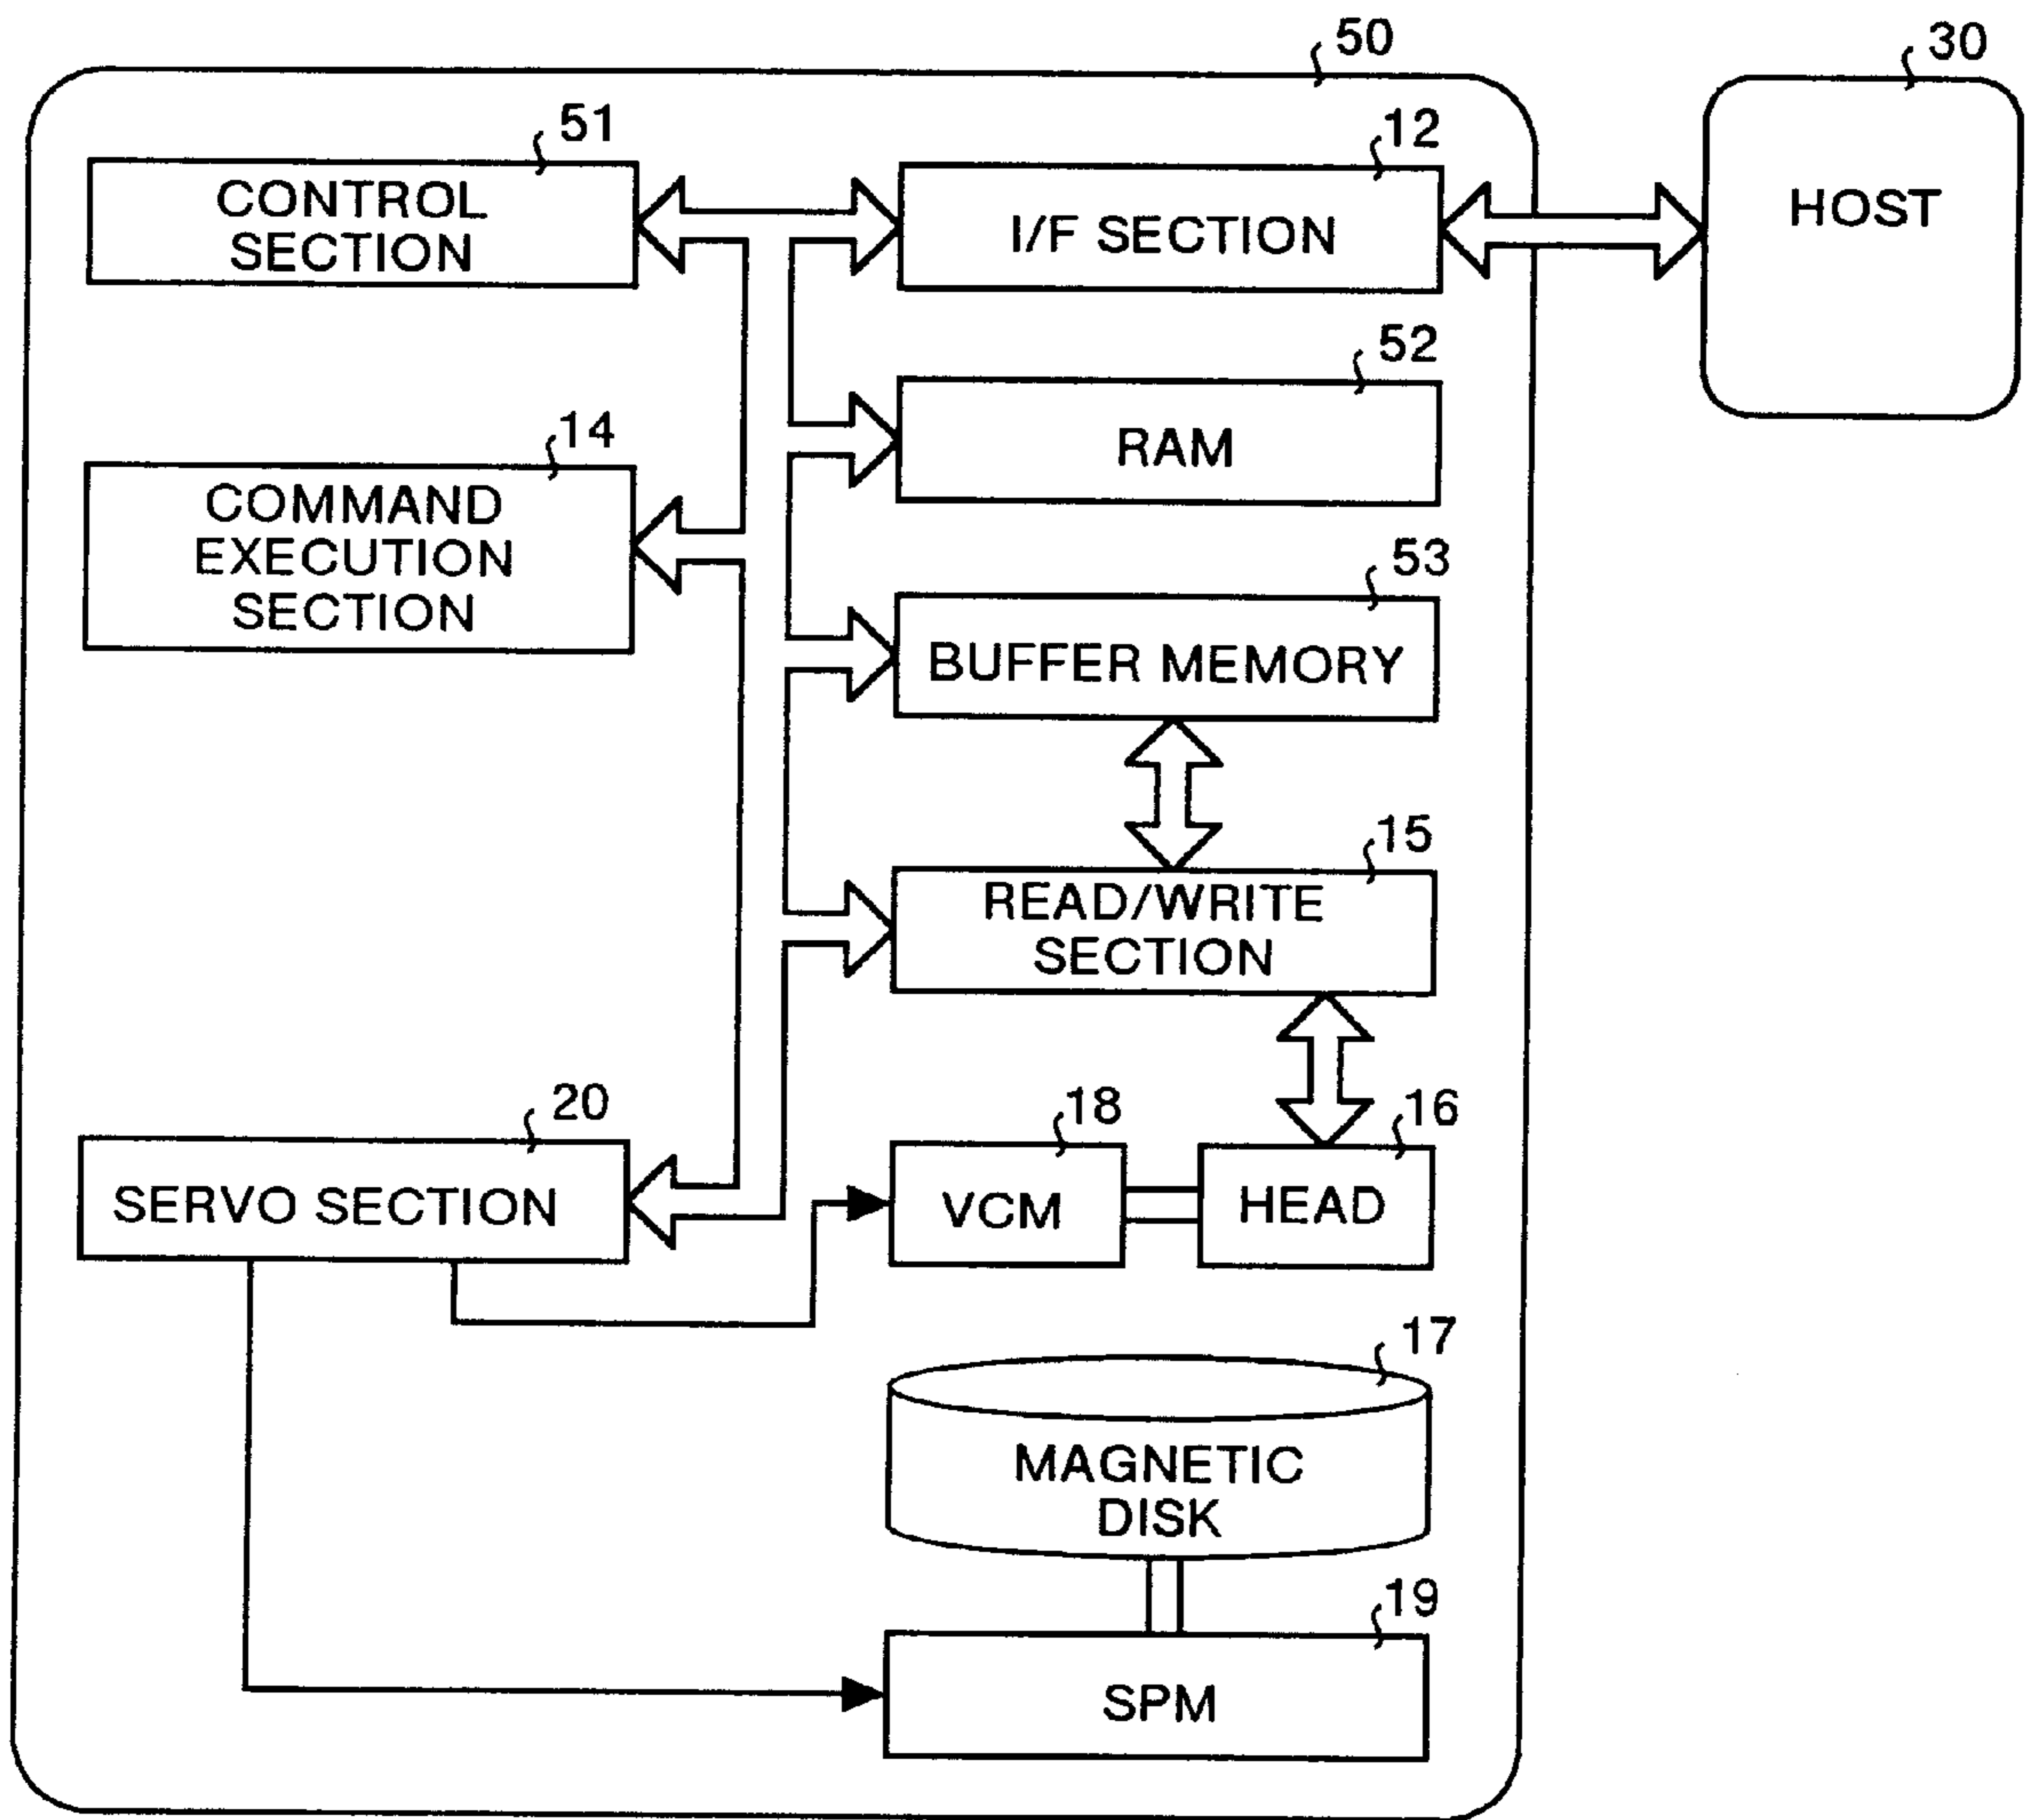 50
30
51
CONTROL
SECTION
12
I/F SECTION
HOST
52
RAM
14
COMMAND
EXECUTION
SECTION
53
BUFFER MEMORY
15
READ/WRITE
SECTION
20
SERVO SECTION
18
VCM
16
HEAD
17
MAGNETIC
DISK
19
SPM